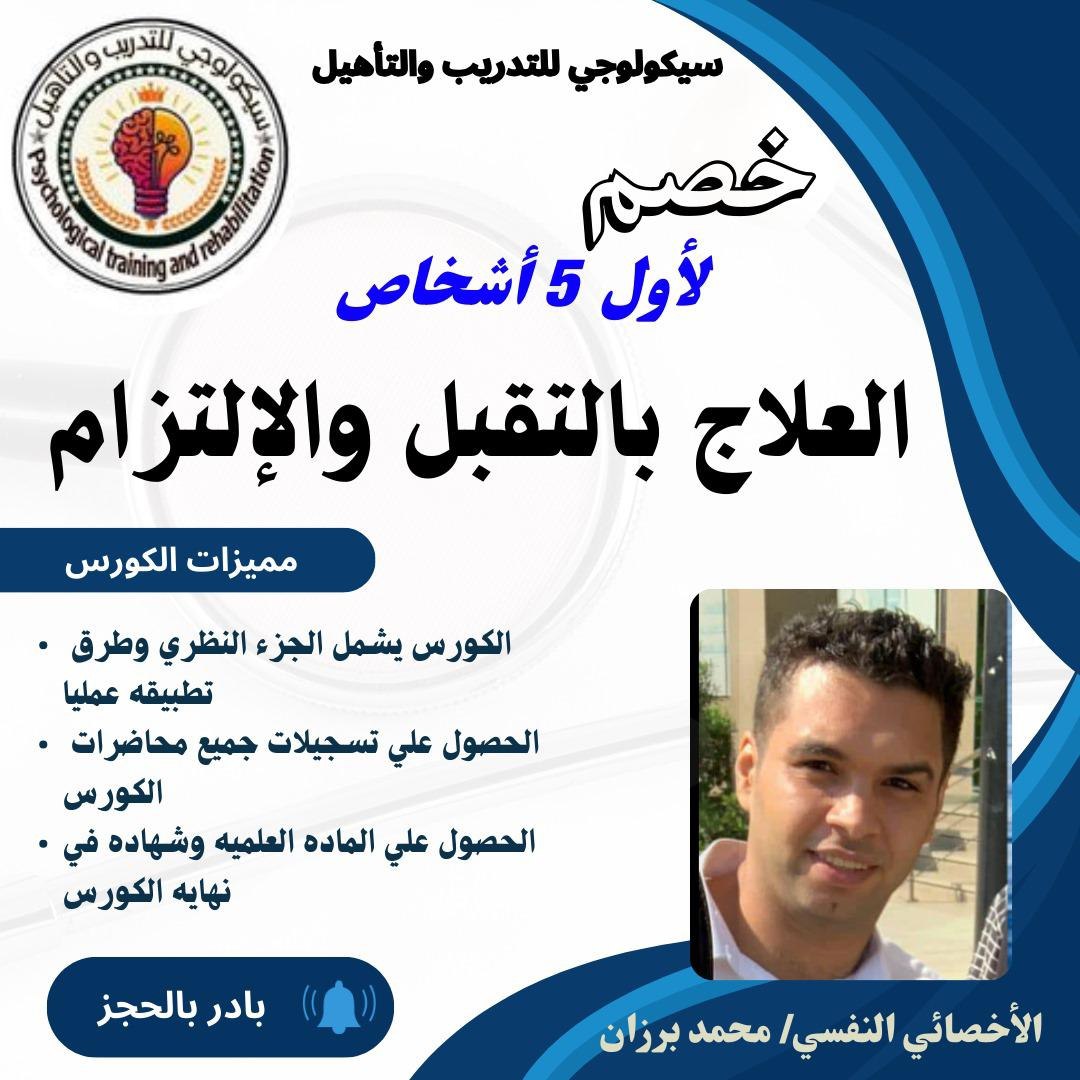 سيكولوجي للتدريب والتأهيل
سيكولوجي للتدريب والتاهيل
Psychological training and rehabilitation
خصم
لأول 5 أشخاص
العلاج بالتقبل والإلتزام
مميزات الكورس
• الكورس يشمل الجزء النظري وطرق
تطبيقه عمليا
• الحصول علي تسجيلات جميع محاضرات
الكورس
• الحصول علي الماده العلميه وشهاده في
نهايه الكورس
بادر بالحجز
الأخصائي النفسي/ محمد برزان